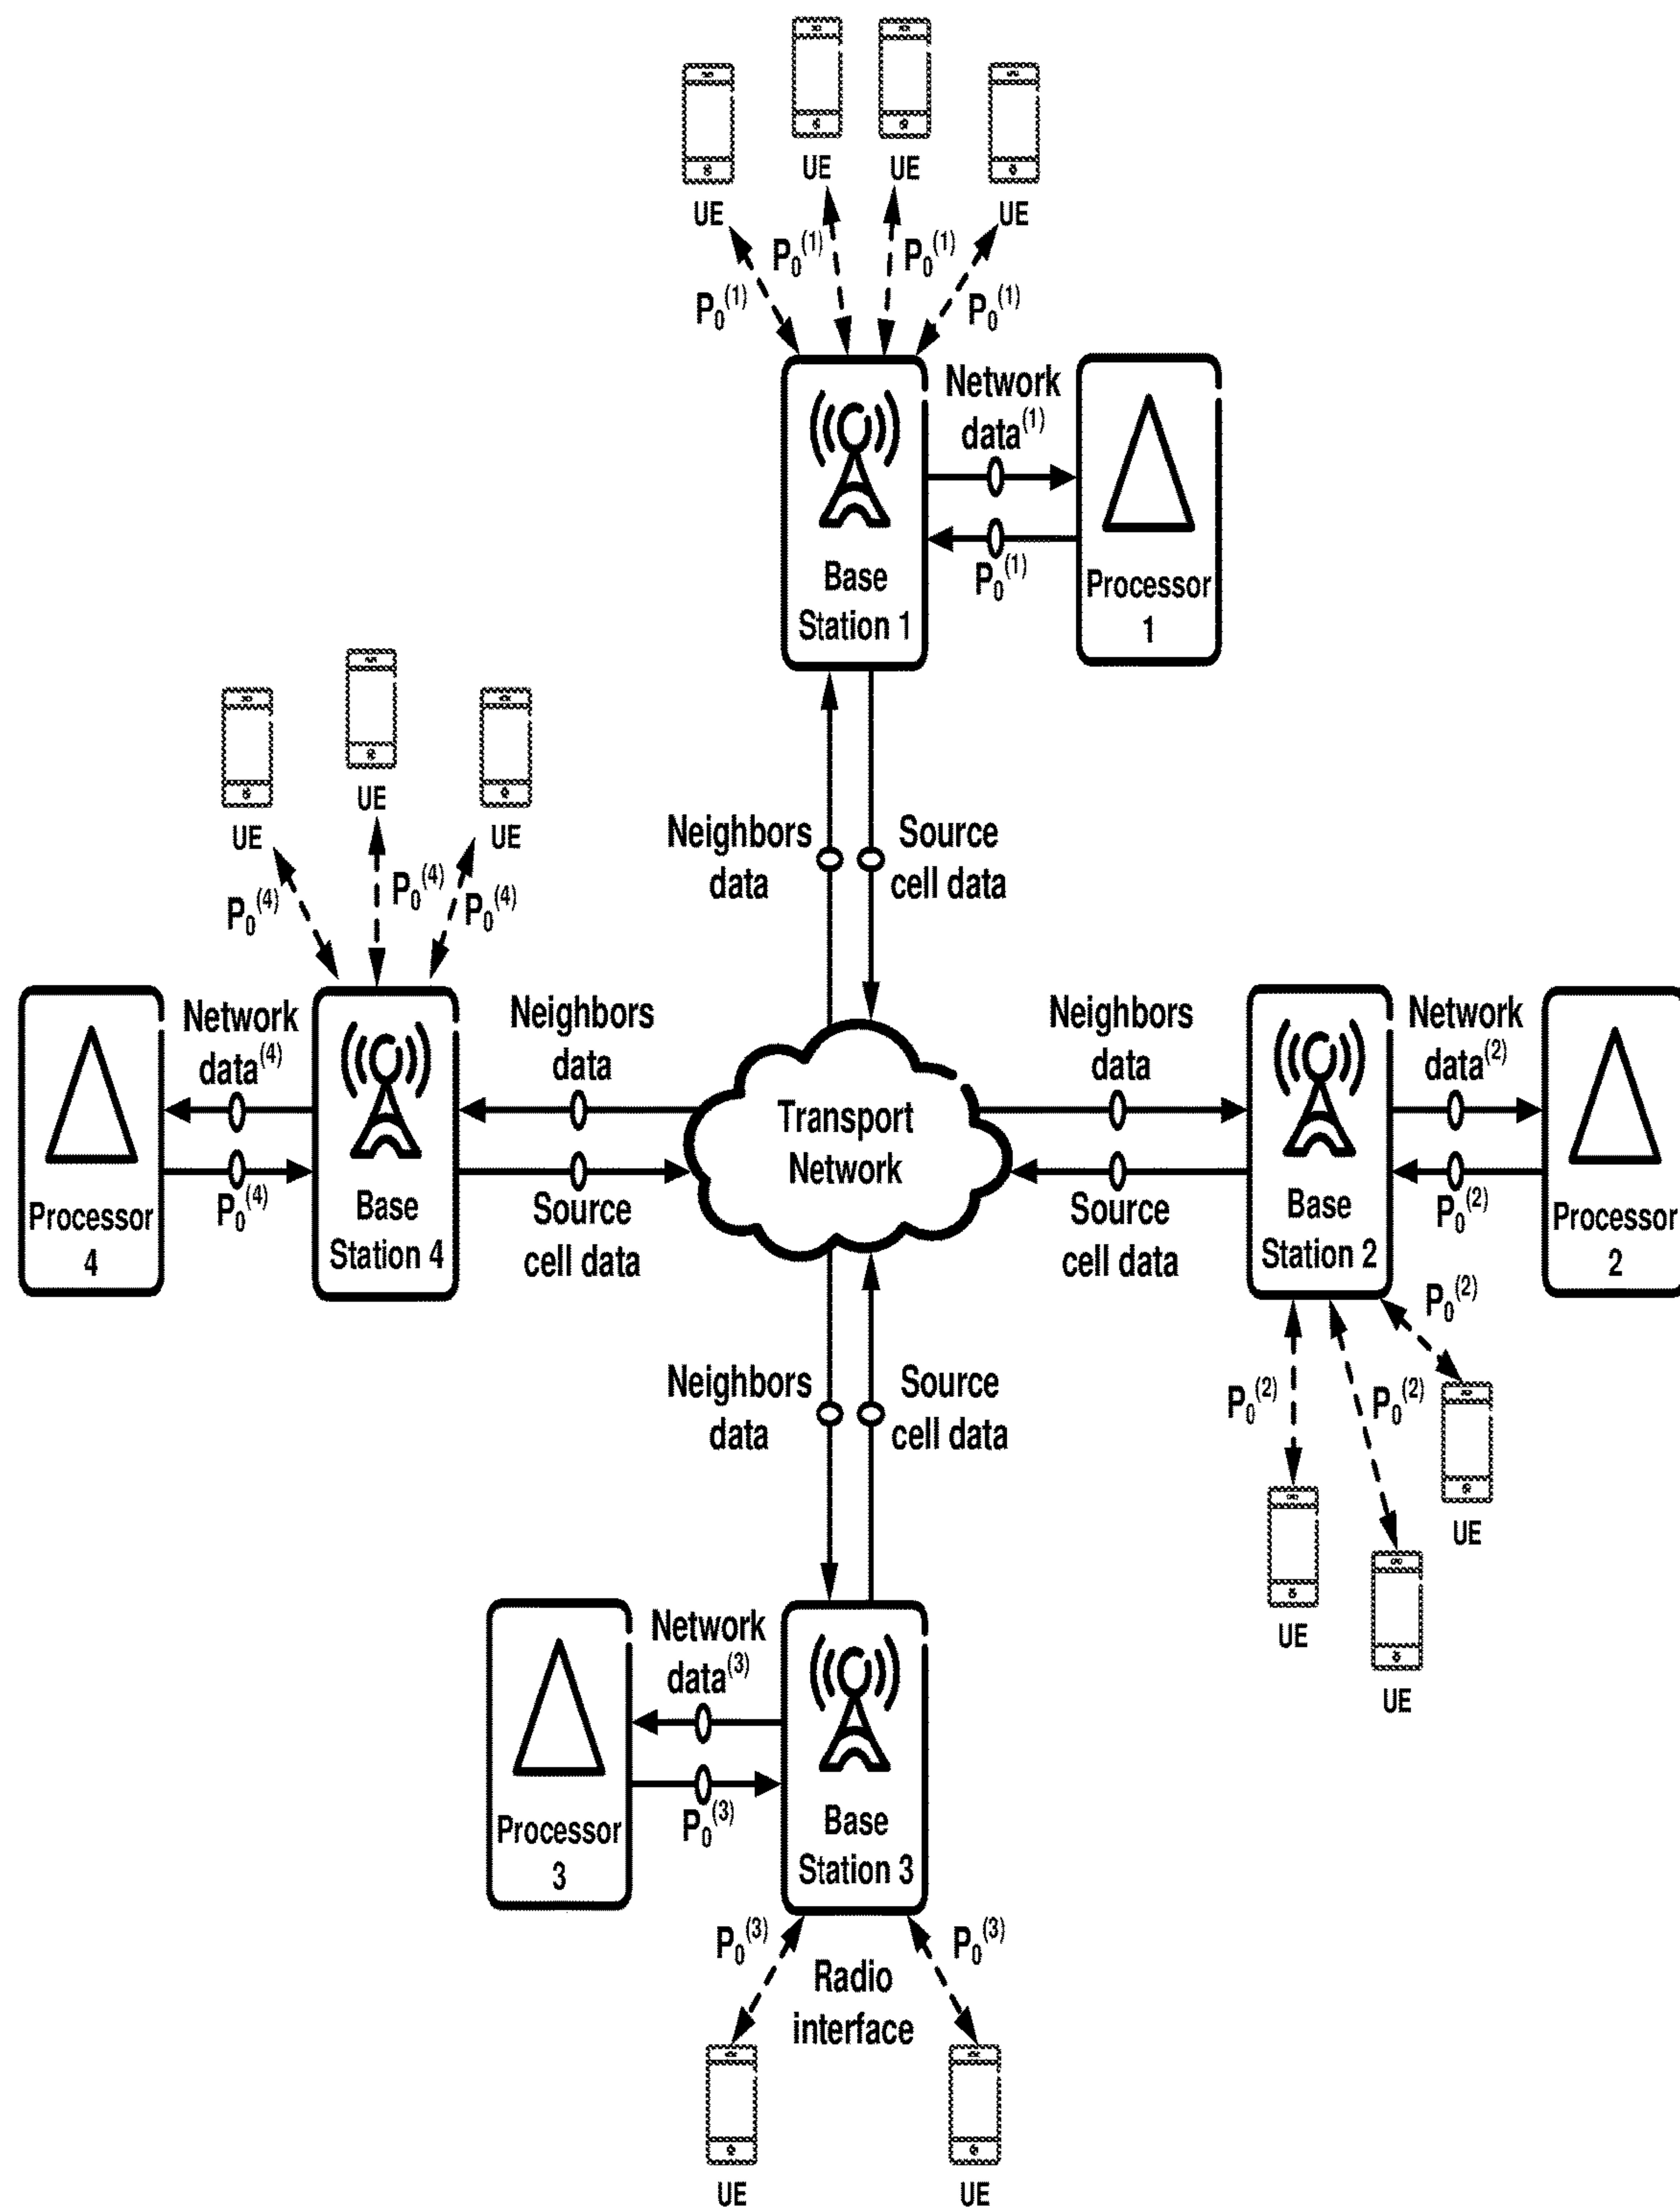 UE
UE
UE
UE
P₀⁽¹⁾
P₀⁽¹⁾
P₀⁽¹⁾
P₀⁽¹⁾
Network
data⁽¹⁾
P₀⁽¹⁾
Base
Station 1
Processor
1
UE
UE
UE
P₀⁽⁴⁾
P₀⁽⁴⁾
P₀⁽⁴⁾
Neighbors
data
Source
cell data
Network
data⁽⁴⁾
P₀⁽⁴⁾
Processor
4
Base
Station 4
Neighbors
data
Source
cell data
Transport
Network
Neighbors
data
Source
cell data
Base
Station 2
Network
data⁽²⁾
P₀⁽²⁾
Processor
2
P₀⁽²⁾
P₀⁽²⁾
P₀⁽²⁾
UE
UE
UE
Neighbors
data
Source
cell data
Network
data⁽³⁾
P₀⁽³⁾
Processor
3
Base
Station 3
P₀⁽³⁾
P₀⁽³⁾
Radio
interface
UE
UE